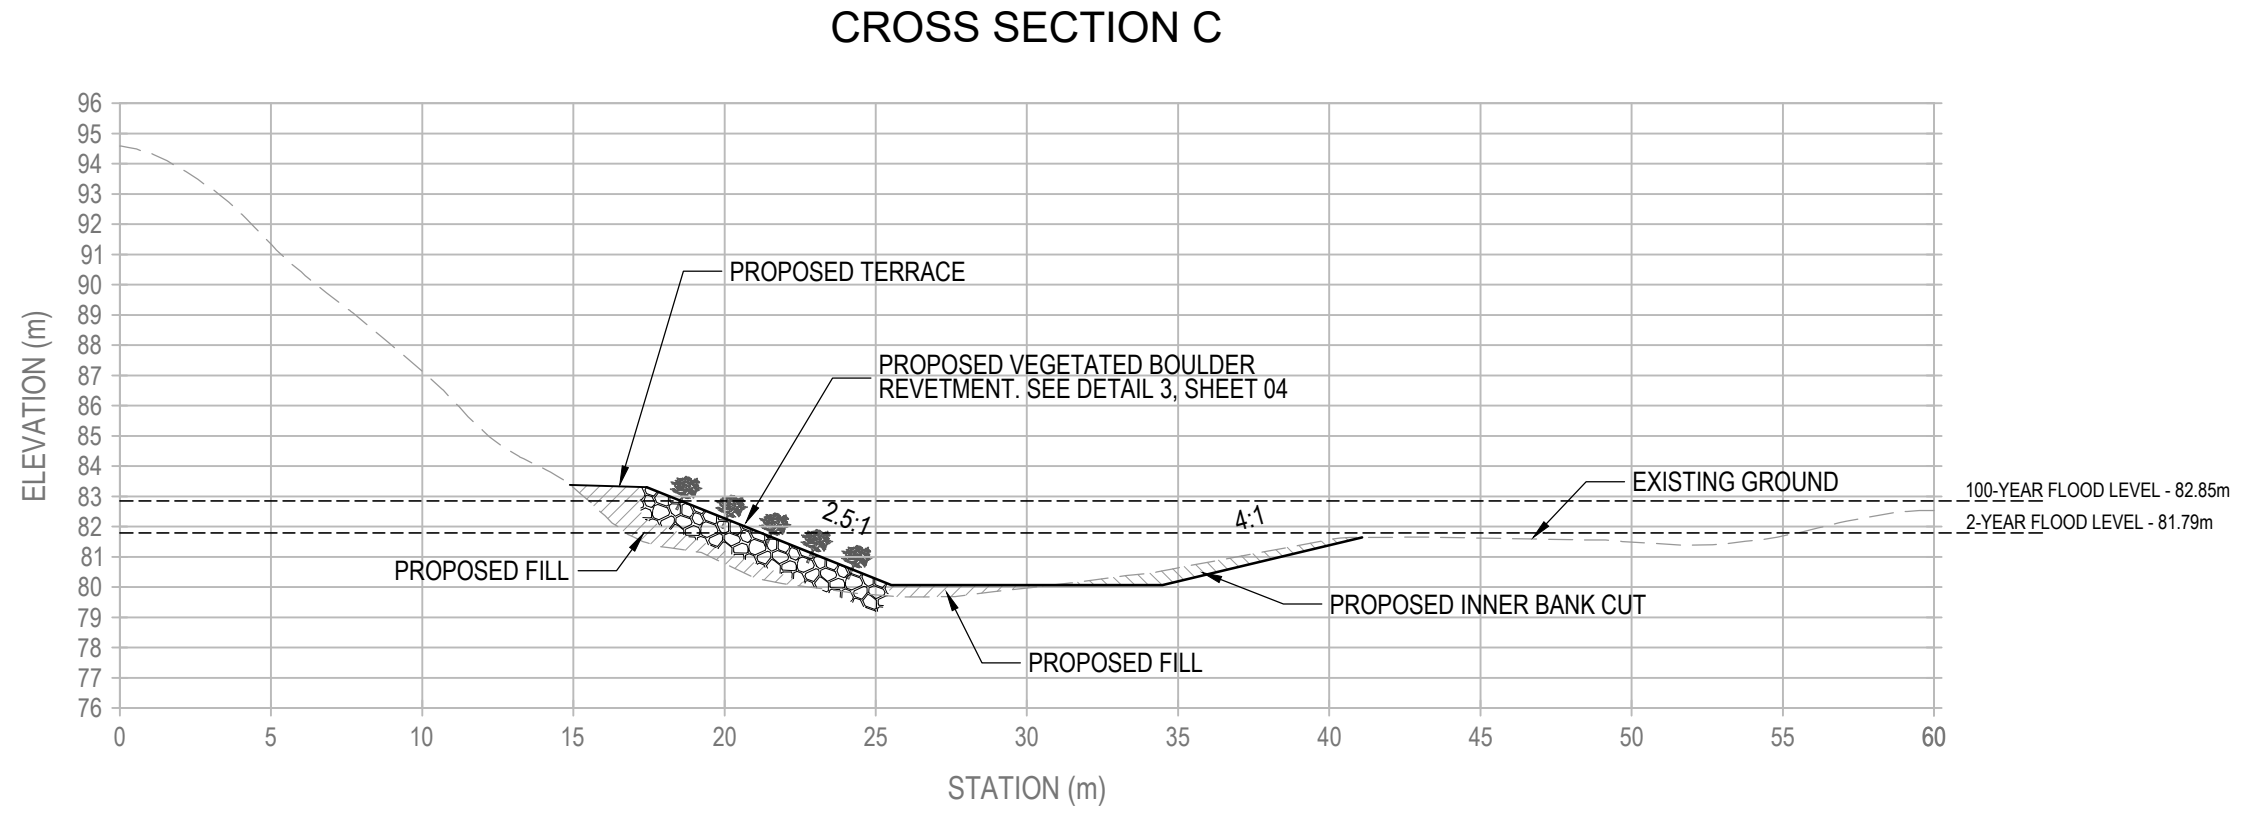 CROSS SECTION C
96
95
94
93
92
91
90
89
88
87
86
85
84
83
82
81
80
79
78
77
76
ELEVATION (m)
PROPOSED TERRACE
PROPOSED VEGETATED BOULDER
REVETMENT. SEE DETAIL 3, SHEET 04
EXISTING GROUND
100-YEAR FLOOD LEVEL - 82.85m
2-YEAR FLOOD LEVEL - 81.79m
2.5:1
4:1
PROPOSED FILL
PROPOSED INNER BANK CUT
PROPOSED FILL
0 5 10 15 20 25 30 35 40 45 50 55 60
STATION (m)